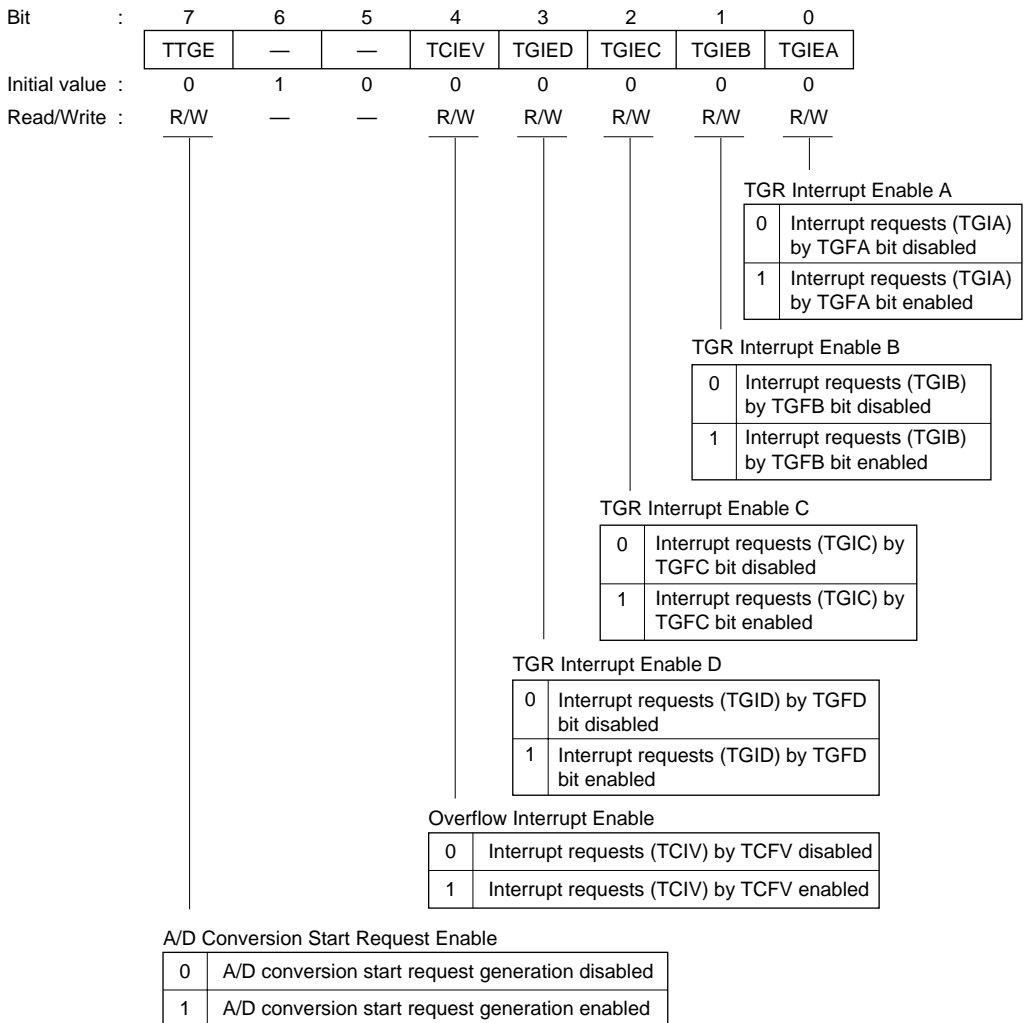 Bit : 7 6 5 4 3 2 1 0
TTGE — — TCIEV TGIED TGIEC TGIEB TGIEA
Initial value : 0 1 0 0 0 0 0 0
Read/Write : R/W — — R/W R/W R/W R/W R/W
TGR Interrupt Enable A
0 Interrupt requests (TGIA)
by TGFA bit disabled
1 Interrupt requests (TGIA)
by TGFA bit enabled
TGR Interrupt Enable B
0 Interrupt requests (TGIB)
by TGFB bit disabled
1 Interrupt requests (TGIB)
by TGFB bit enabled
TGR Interrupt Enable C
0 Interrupt requests (TGIC) by
TGFC bit disabled
1 Interrupt requests (TGIC) by
TGFC bit enabled
TGR Interrupt Enable D
0 Interrupt requests (TGID) by TGFD
bit disabled
1 Interrupt requests (TGID) by TGFD
bit enabled
Overflow Interrupt Enable
0 Interrupt requests (TCIV) by TCFV disabled
1 Interrupt requests (TCIV) by TCFV enabled
A/D Conversion Start Request Enable
0 A/D conversion start request generation disabled
1 A/D conversion start request generation enabled